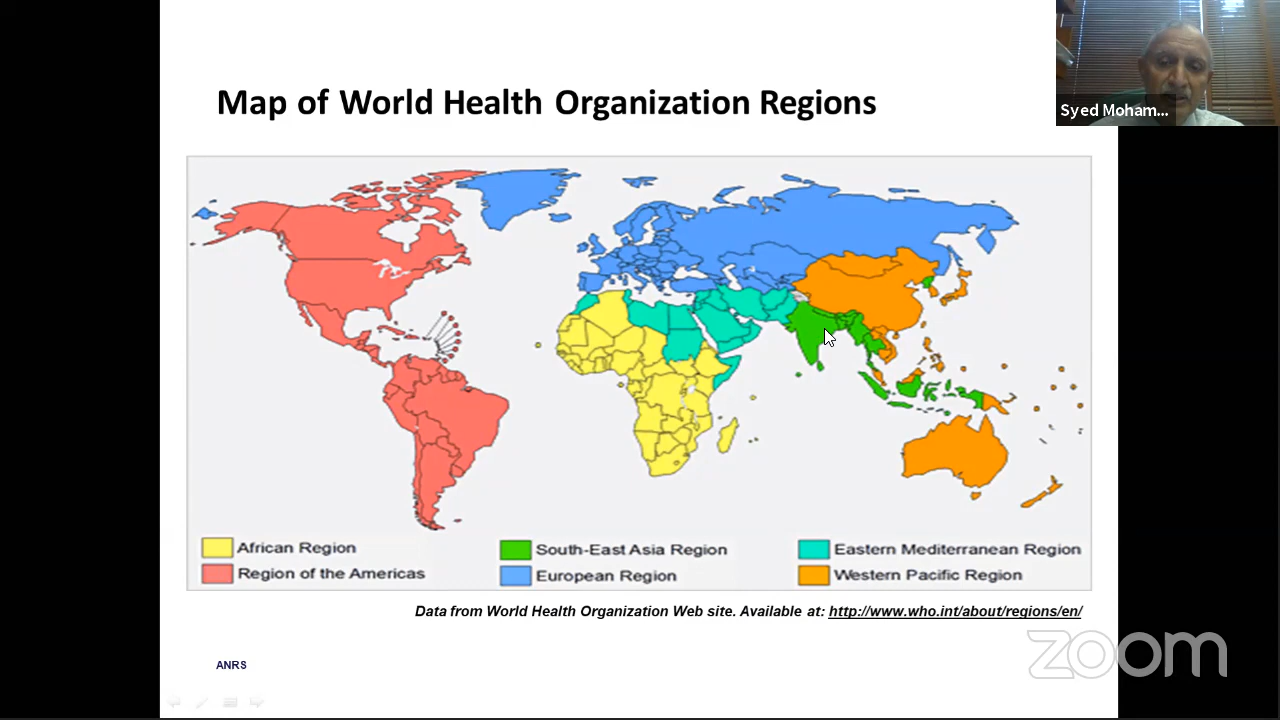 Map of World Health Organization Regions
Syed Moham...
African Region
South-East Asia Region
Eastern Mediterranean Region
Region of the Americas
European Region
Western Pacific Region
Data from World Health Organization Web site. Available at: http://www.who.int/about/regions/en/
ANRS
zoom